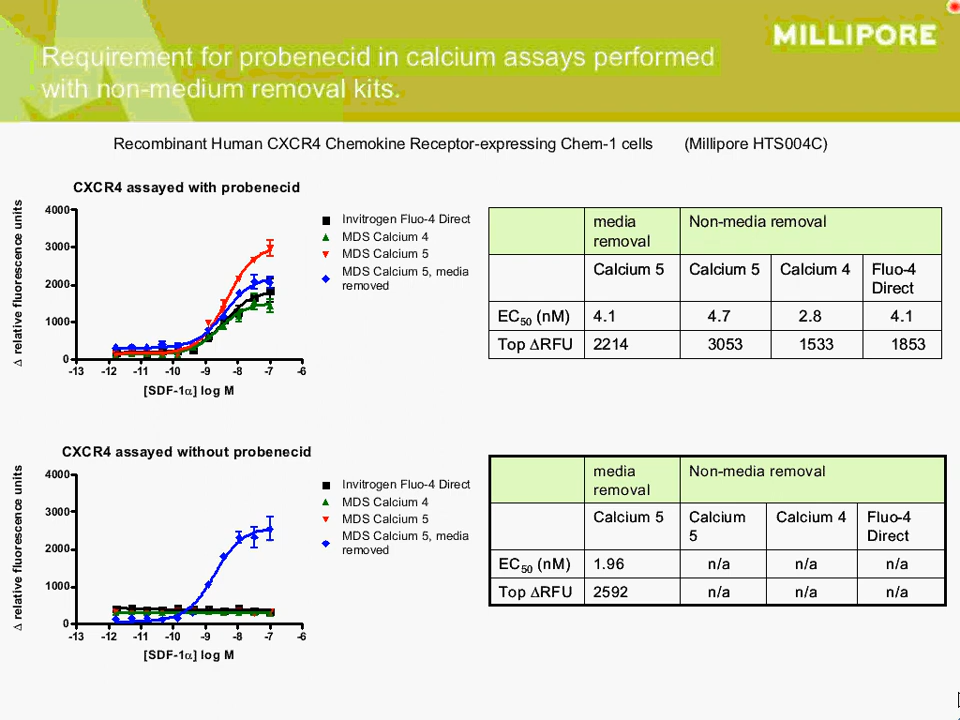 MILLIPORE
Requirement for probenecid in calcium assays performed
with non-medium removal kits.
Recombinant Human CXCR4 Chemokine Receptor-expressing Chem-1 cells (Millipore HTS004C)
CXCR4 assayed with probenecid
Δ relative fluorescence units
4000
3000
2000
1000
0
-13 -12 -11 -10 -9 -8 -7 -6
[SDF-1α] log M
Invitrogen Fluo-4 Direct
MDS Calcium 4
MDS Calcium 5
MDS Calcium 5, media
removed
media
removal
Non-media removal
Calcium 5 Calcium 5 Calcium 4 Fluo-4
Direct
EC50 (nM) 4.1 4.7 2.8 4.1
Top ΔRFU 2214 3053 1533 1853
CXCR4 assayed without probenecid
Δ relative fluorescence units
4000
3000
2000
1000
0
-13 -12 -11 -10 -9 -8 -7 -6
[SDF-1α] log M
Invitrogen Fluo-4 Direct
MDS Calcium 4
MDS Calcium 5
MDS Calcium 5, media
removed
media
removal
Non-media removal
Calcium 5 Calcium
5 Calcium 4 Fluo-4
Direct
EC50 (nM) 1.96 n/a n/a n/a
Top ΔRFU 2592 n/a n/a n/a